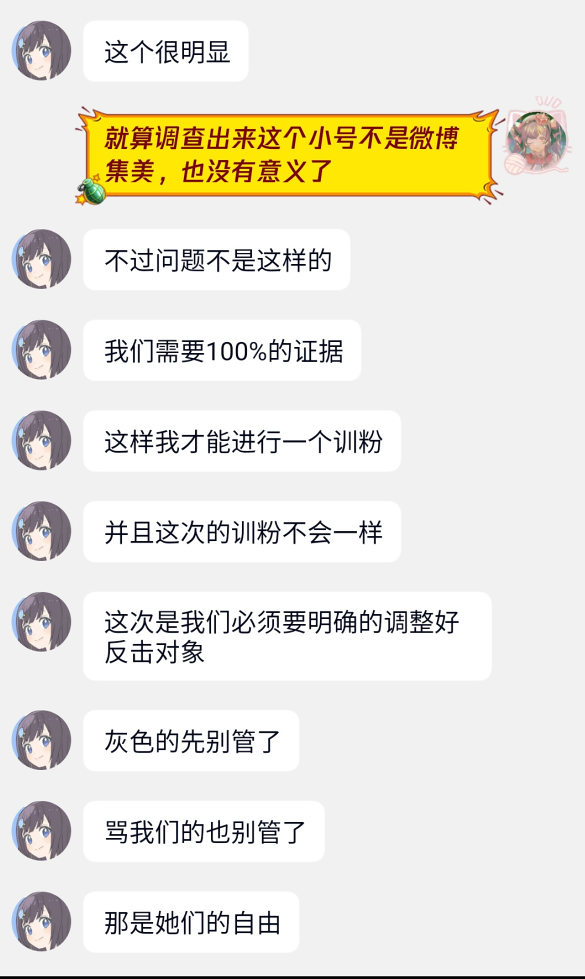 这个很明显
就算调查出来这个小号不是微博
集美，也没有意义了
DUD
不过问题不是这样的
我们需要100%的证据
这样我才能进行一个训粉
并且这次的训粉不会一样
这次是我们必须要明确的调整好
反击对象
灰色的先别管了
骂我们的也别管了
那是她们的自由